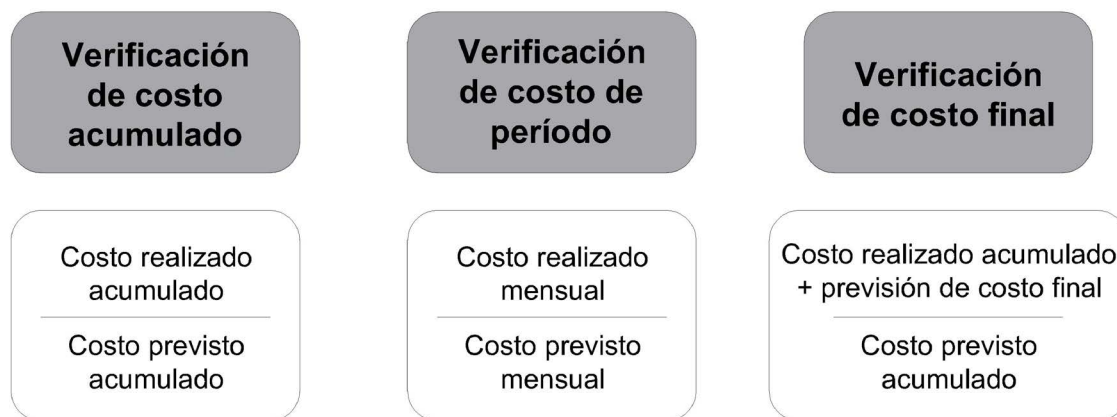 Verificación
de costo
acumulado
Verificación
de costo de
período
Verificación
de costo final
Costo realizado
acumulado
Costo previsto
acumulado
Costo realizado
mensual
Costo previsto
mensual
Costo realizado acumulado
+ previsión de costo final
Costo previsto
acumulado